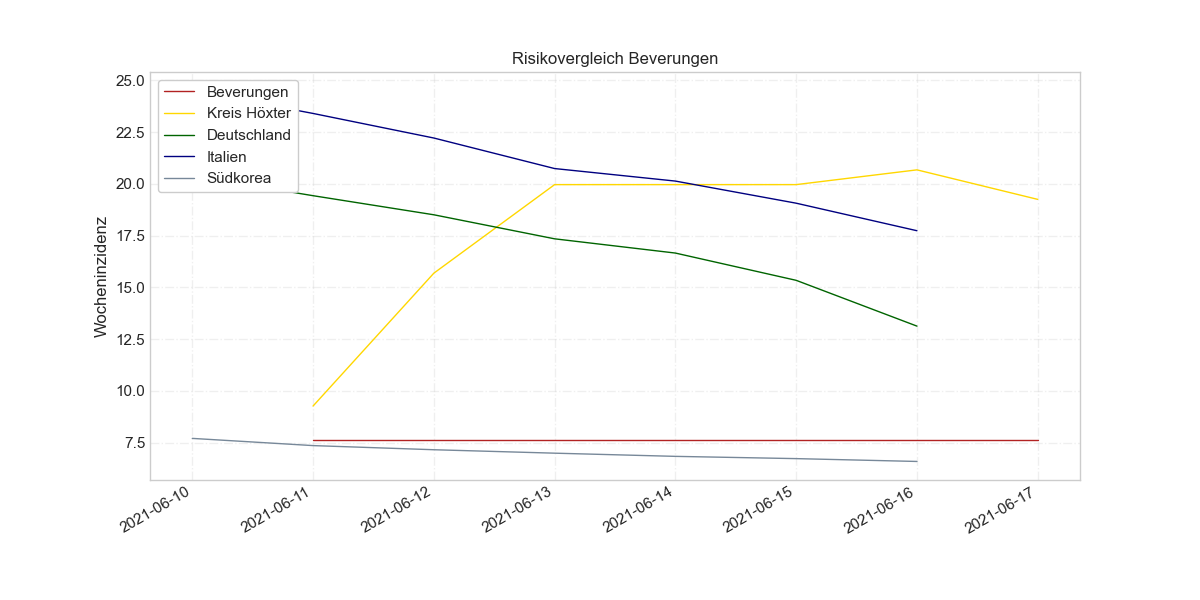 Risikovergleich Beverungen
Wocheninzidenz
25.0
22.5
20.0
17.5
15.0
12.5
10.0
7.5
Beverungen
Kreis Höxter
Deutschland
Italien
Südkorea
2021-06-10
2021-06-11
2021-06-12
2021-06-13
2021-06-14
2021-06-15
2021-06-16
2021-06-17